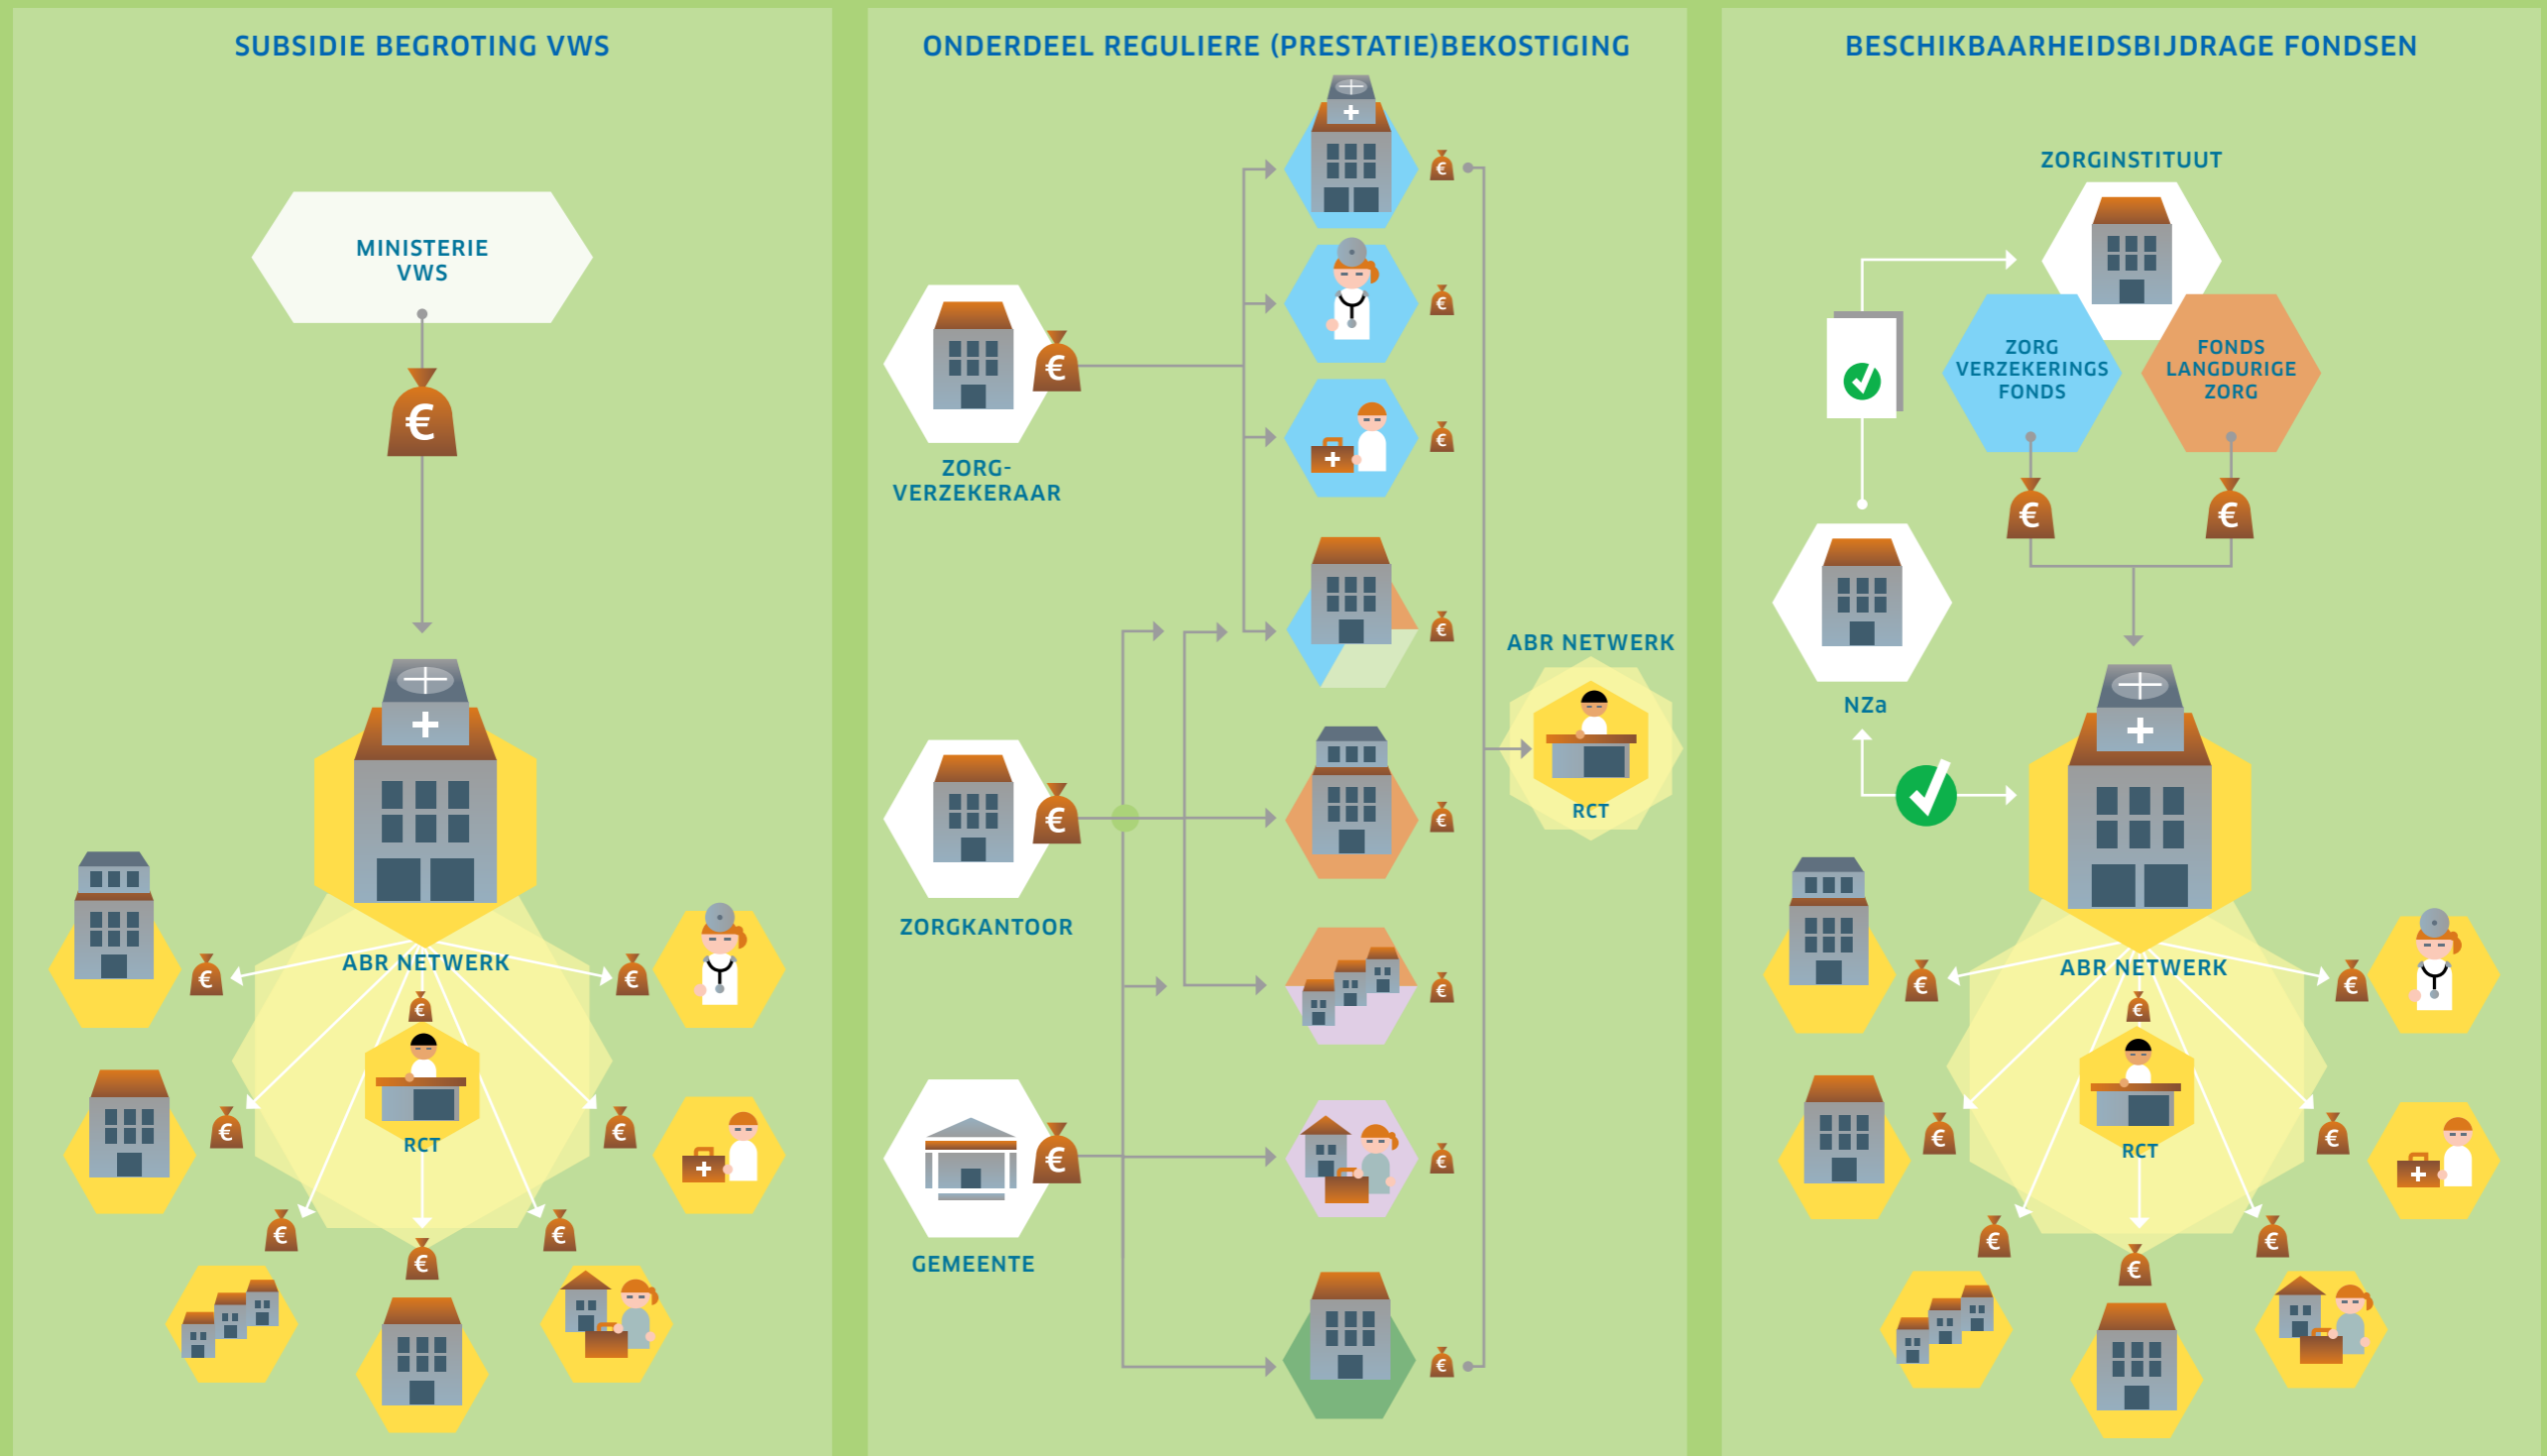 SUBSIDIE BEGROTING VWS
MINISTERIE
VWS
€
ABR NETWERK
€
€
€
RCT
€
€
€
€
€
ONDERDEEL REGULIERE (PRESTATIE)BEKOSTIGING
€
€
€
ZORG-
VERZEKERAAR
€
€
ABR NETWERK
RCT
€
€
ZORGKANTOOR
€
€
€
GEMEENTE
€
BESCHIKBAARHEIDSBIJDRAGE FONDSEN
ZORGINSTITUUT
ZORG
VERZEKERINGS
FONDS
FONDS
LANGDURIGE
ZORG
€
€
NZa
ABR NETWERK
€
€
€
RCT
€
€
€
€
€